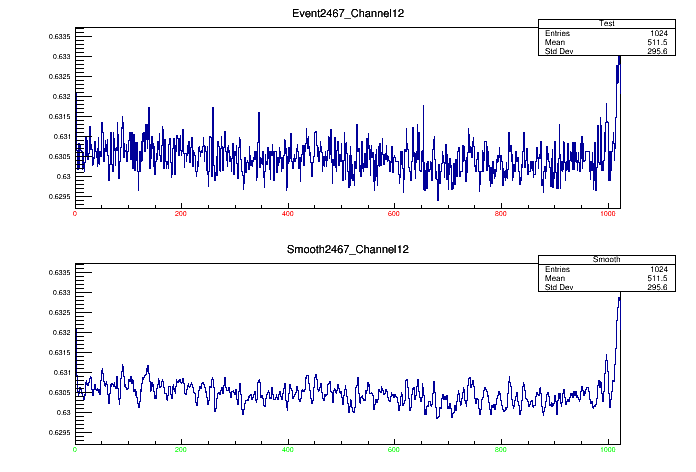 Event2467_Channel12
Test
Entries 1024
Mean 511.5
Std Dev 295.6
0.6335
0.633
0.6325
0.632
0.6315
0.631
0.6305
0.63
0.6295
0 200 400 600 800 1000
Smooth2467_Channel12
Smooth
Entries 1024
Mean 511.5
Std Dev 295.6
0.6335
0.633
0.6325
0.632
0.6315
0.631
0.6305
0.63
0.6295
0 200 400 600 800 1000